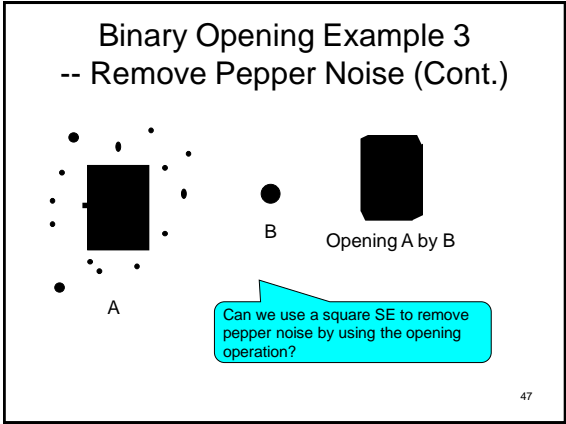 Binary Opening Example 3
-- Remove Pepper Noise (Cont.)
B
Opening A by B
A
Can we use a square SE to remove
pepper noise by using the opening
operation?
47